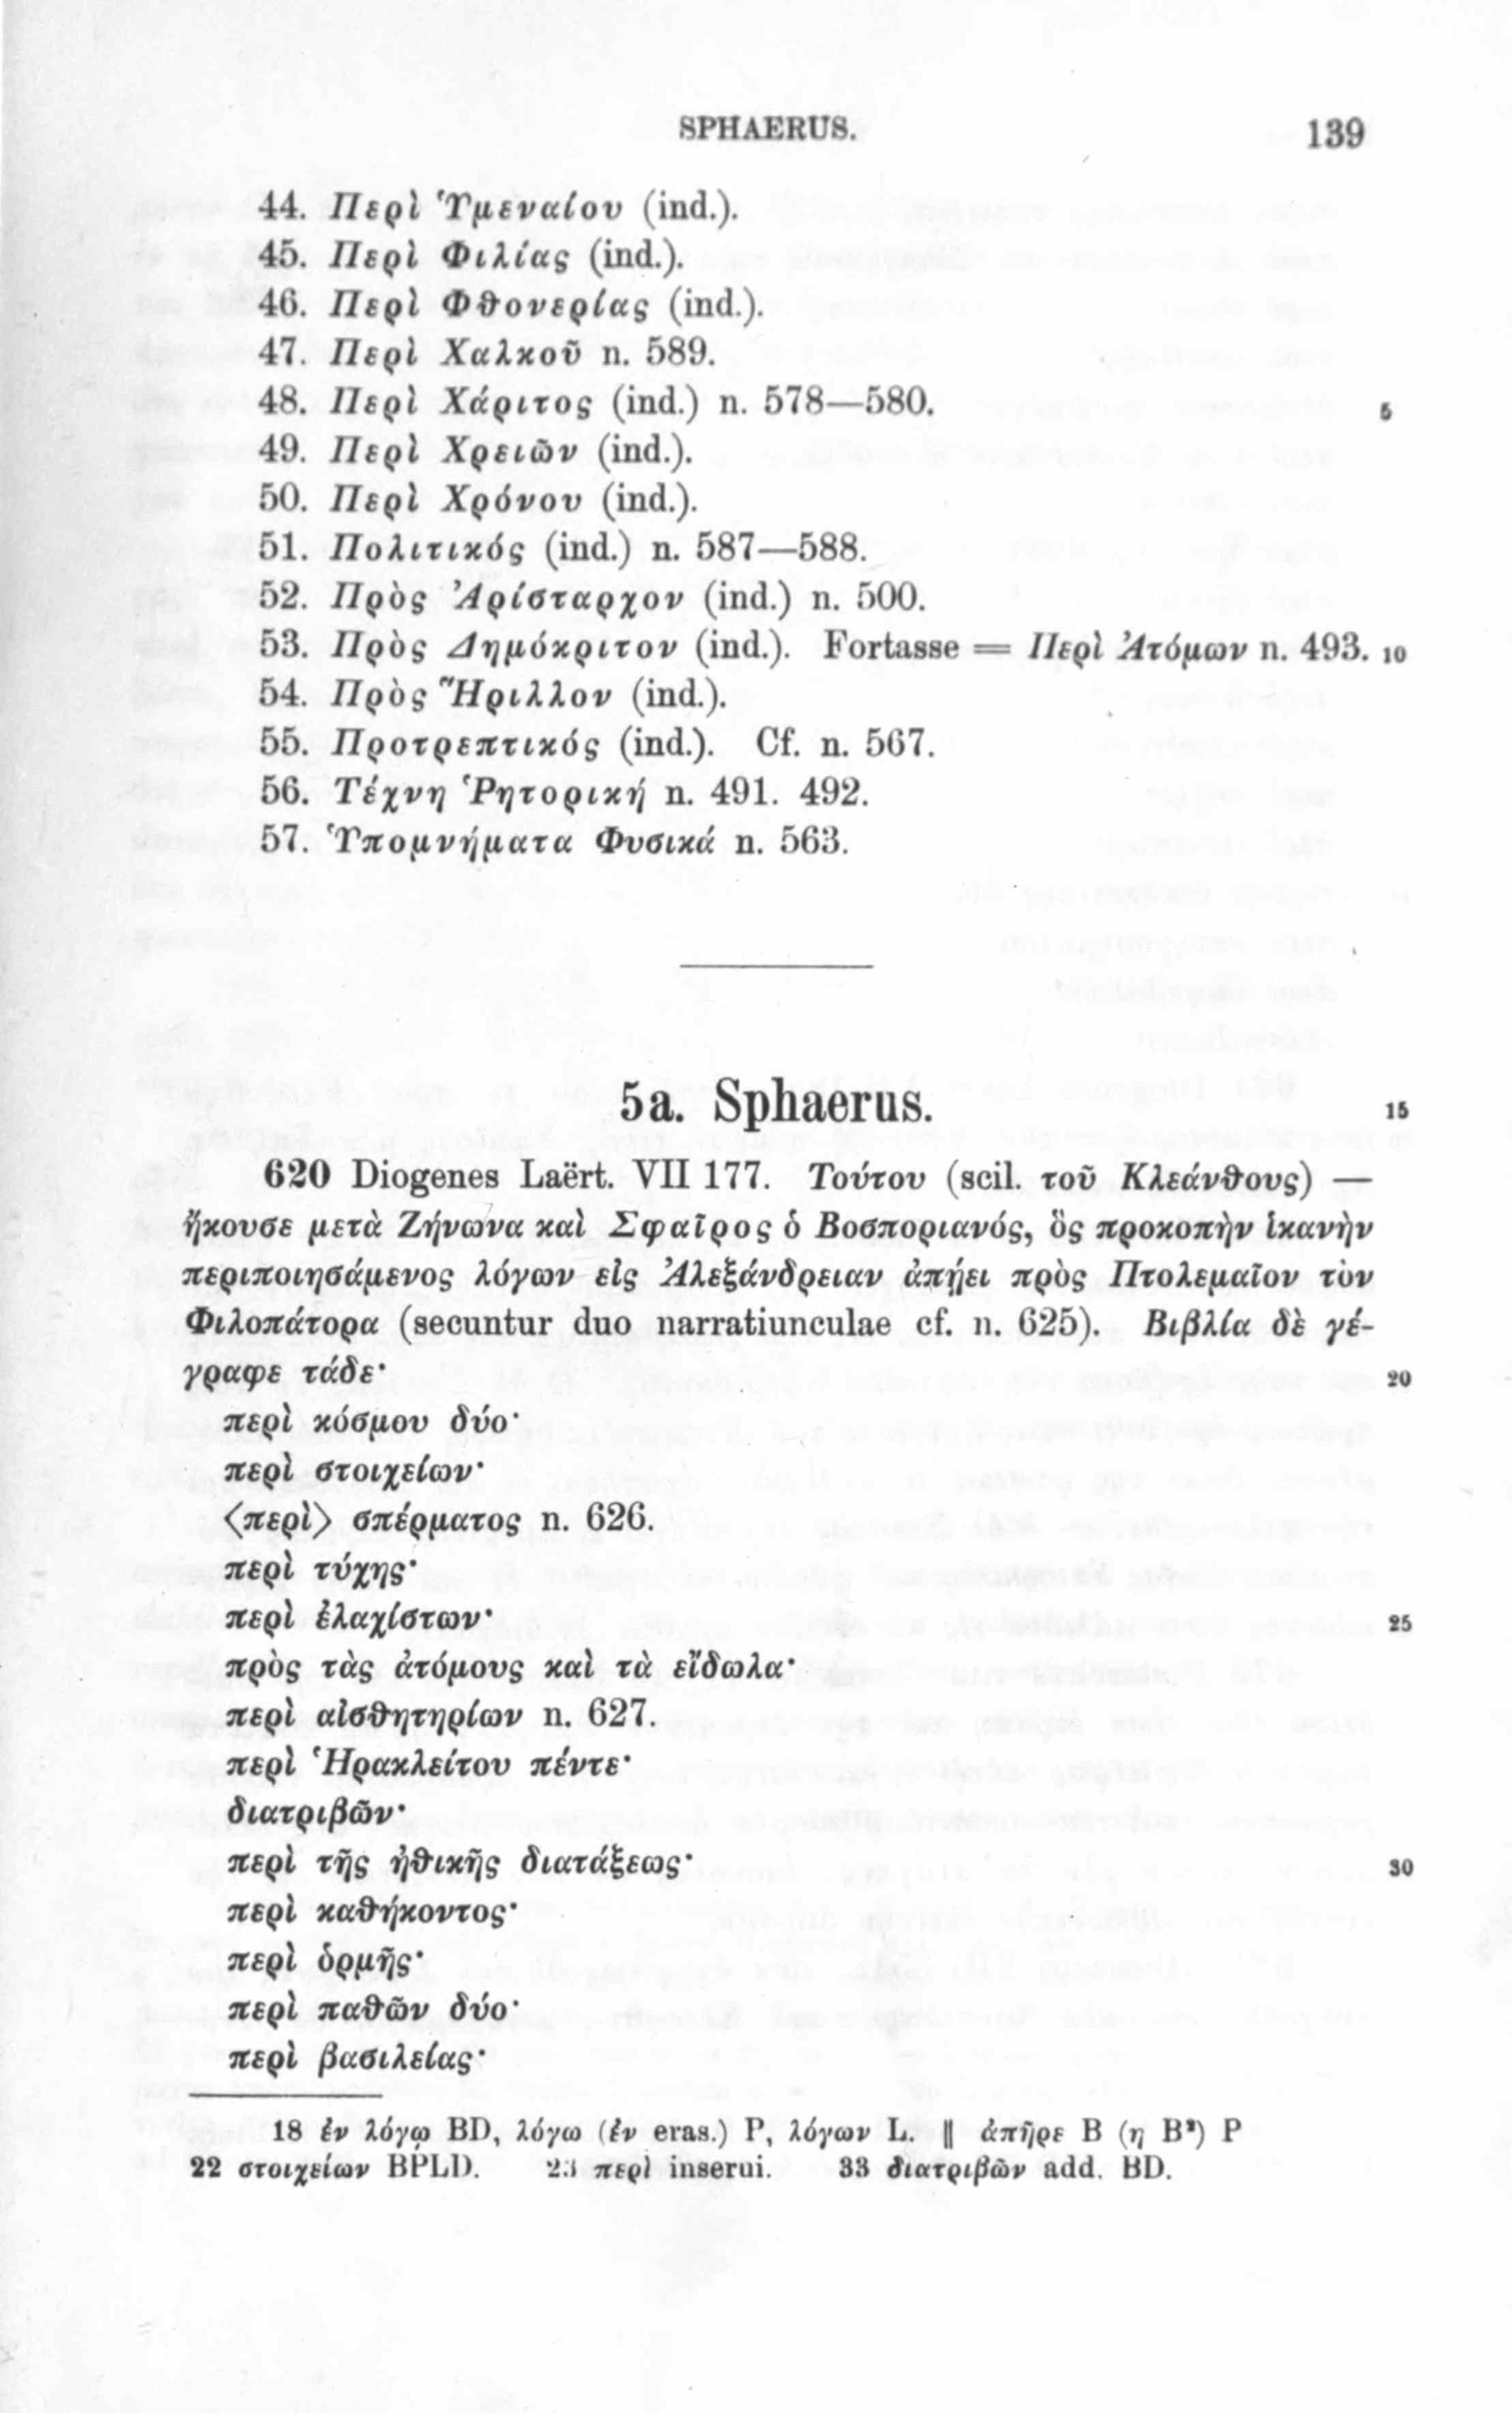 SPHAERUS. 139
44. Περὶ Ὑμεναίου (ind.).
45. Περὶ Φιλίας (ind.).
46. Περὶ Φθονερίας (ind.).
47. Περὶ Χαλκοῦ n. 589.
48. Περὶ Χάριτος (ind.) n. 578—580. 5
49. Περὶ Χρειῶν (ind.).
50. Περὶ Χρόνου (ind.).
51. Πολιτικός (ind.) n. 587—588.
52. Πρὸς Ἀρίσταρχον (ind.) n. 500.
53. Πρὸς Δημόκριτον (ind.). Fortasse = Περὶ Ἀτόμων n. 493. 10
54. Πρὸς Ἥριλλον (ind.).
55. Προτρεπτικός (ind.). Cf. n. 567.
56. Τέχνη Ῥητορική n. 491. 492.
57. Ὑπομνήματα Φυσικά n. 563.
5a. Sphaerus. 15
620 Diogenes Laërt. VII 177. Τούτου (scil. τοῦ Κλεάνθους) —
ἤκουσε μετὰ Ζήνωνα καὶ Σφαῖρος ὁ Βοσποριανός, ὃς προκοπὴν ἱκανὴν
περιποιησάμενος λόγων εἰς Ἀλεξάνδρειαν ἀπῄει πρὸς Πτολεμαῖον τὸν
Φιλοπάτορα (secuntur duo narratiunculae cf. n. 625). Βιβλία δὲ γέ-
γραφε τάδε· 20
περὶ κόσμου δύο·
περὶ στοιχείων·
⟨περὶ⟩ σπέρματος n. 626.
περὶ τύχης·
περὶ ἐλαχίστων· 25
πρὸς τὰς ἀτόμους καὶ τὰ εἴδωλα·
περὶ αἰσθητηρίων n. 627.
περὶ Ἡρακλείτου πέντε·
διατριβῶν·
περὶ τῆς ἠθικῆς διατάξεως· 30
περὶ καθήκοντος·
περὶ ὁρμῆς·
περὶ παθῶν δύο·
περὶ βασιλείας·
18 ἐν λόγῳ BD, λόγω (ἐν eras.) P, λόγων L. ‖ ἀπῆρε B (η B²) P
22 στοιχείων BPLD. 23 περὶ inserui. 33 διατριβῶν add. BD.